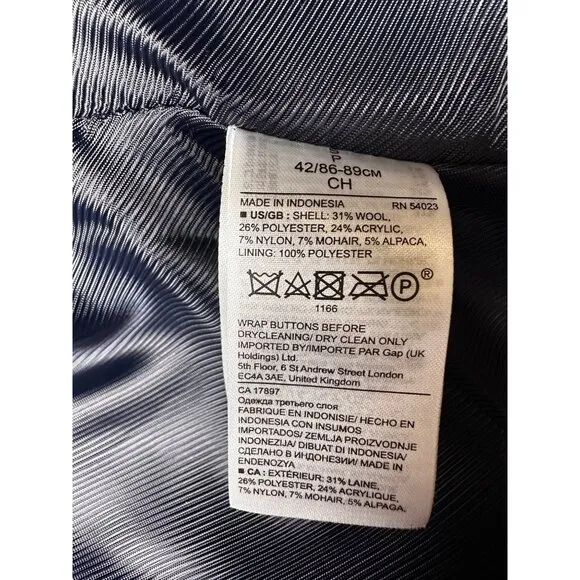 42/86-89см
CH
MADE IN INDONESIA RN 54023
■ US/GB : SHELL: 31% WOOL,
26% POLYESTER, 24% ACRYLIC,
7% NYLON, 7% MOHAIR, 5% ALPACA,
LINING: 100% POLYESTER
P®
1166
WRAP BUTTONS BEFORE
DRYCLEANING/ DRY CLEAN ONLY
IMPORTED BY/IMPORTE PAR Gap (UK
Holdings) Ltd.
5th Floor, 6 St Andrew Street London
EC4A 3AE, United Kingdom
CA 17897
Одежда третьего слоя
FABRIQUE EN INDONISIE/ HECHO EN
INDONESIA CON INSUMOS
IMPORTADOS/ ZEMLJA PROIZVODNJE
INDONEZIJA/ DIBUAT DI INDONESIA/
СДЕЛАНО В ИНДОНЕЗИИ/ MADE IN
ENDENOZYA
■ CA : EXTÉRIEUR: 31% LAINE,
26% POLYESTER, 24% ACRYLIQUE,
7% NYLON, 7% MOHAIR, 5% ALPAGA,